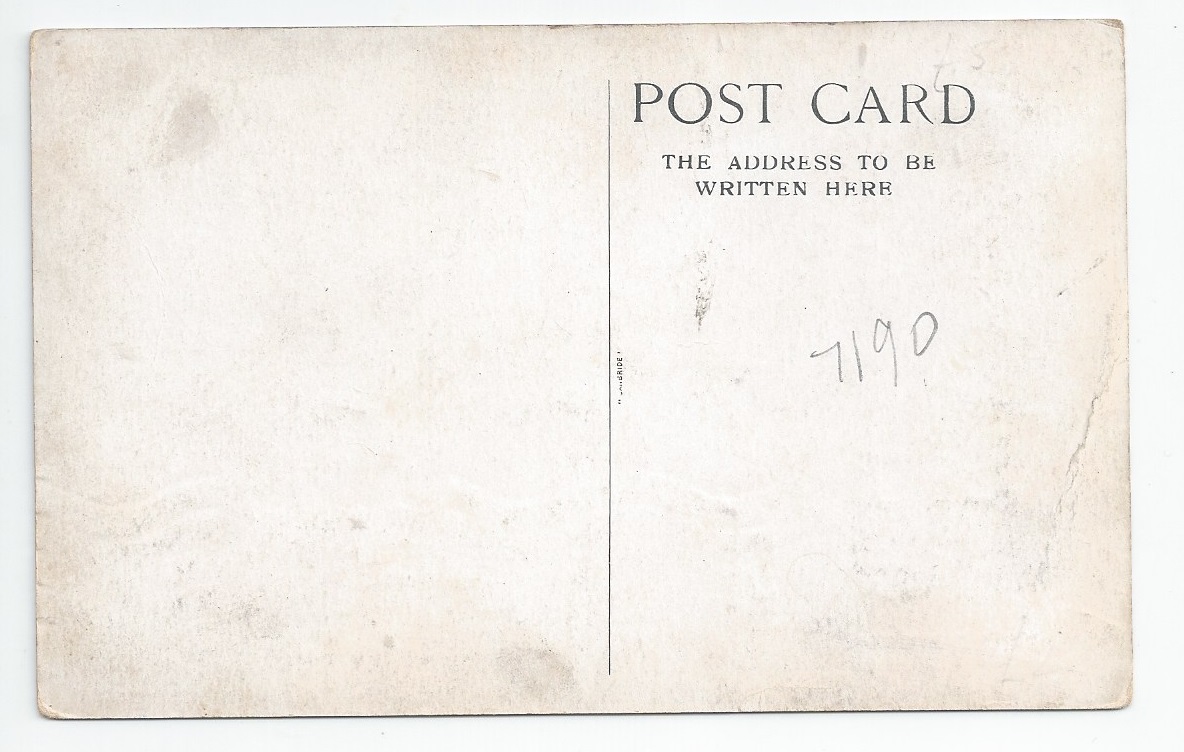 POST CARD
THE ADDRESS TO BE
WRITTEN HERE
7190